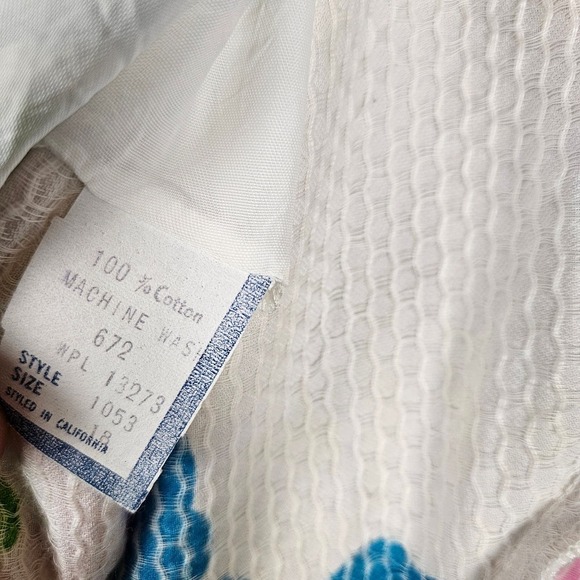 100 % Cotton
MACHINE WASH
672
WPL 13273
STYLE 1053
SIZE 18
STYLED IN CALIFORNIA